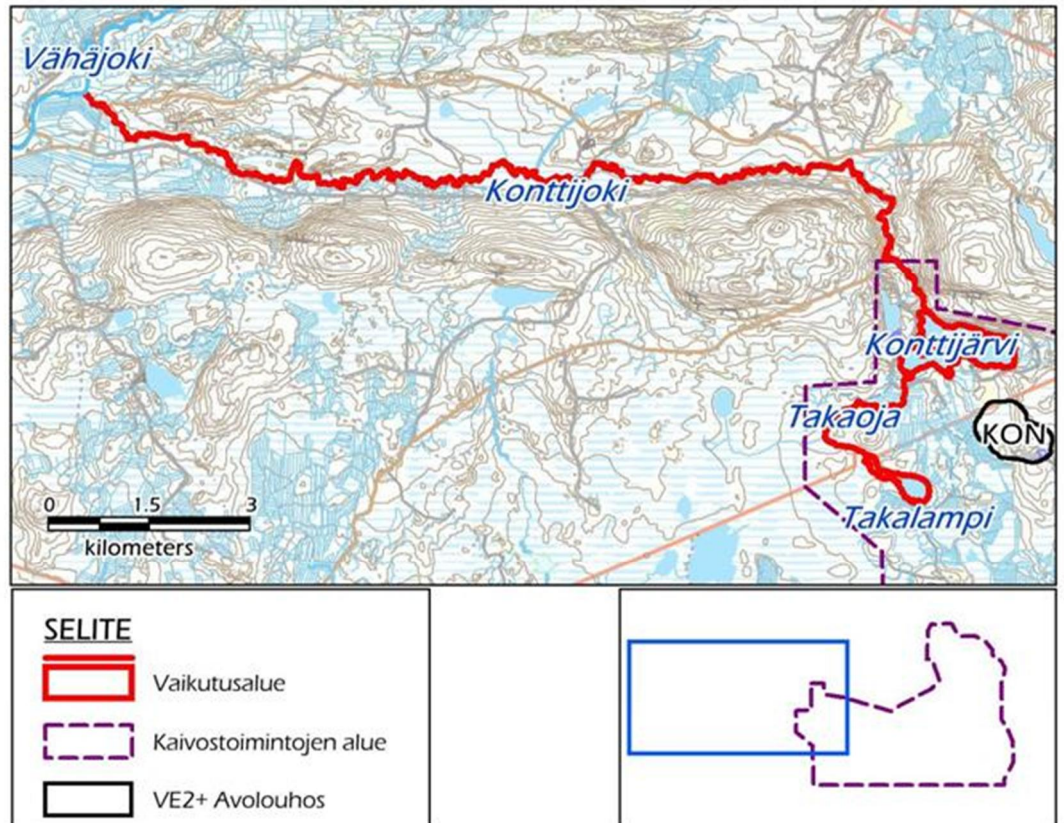 Vähäjoki
Konttijoki
Konttijärvi
Takaoja
KON
Takalampi
0 1.5 3
kilometers
SELITE
Vaikutusalue
Kaivostoimintojen alue
VE2+ Avolouhos